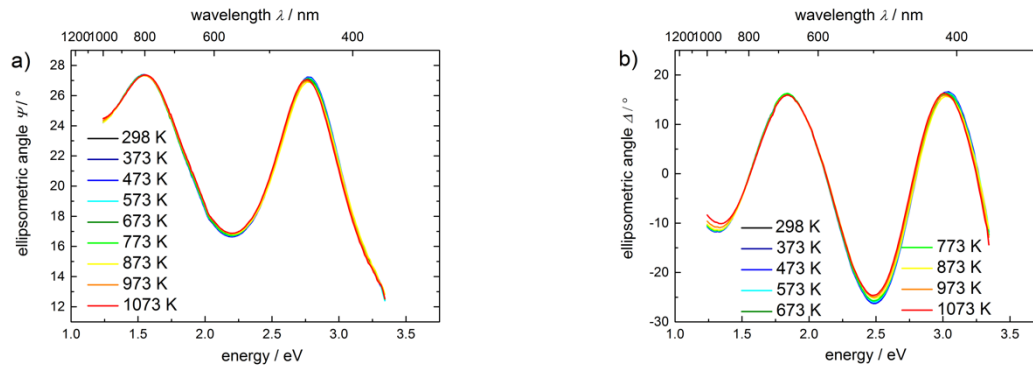 wavelength λ / nm
1200 1000 800 600 400
a)
28
26
24
22
20
18
16
14
12
ellipsometric angle Ψ / °
298 K
373 K
473 K
573 K
673 K
773 K
873 K
973 K
1073 K
1.0 1.5 2.0 2.5 3.0 3.5
energy / eV
wavelength λ / nm
1200 1000 800 600 400
b)
20
10
0
-10
-20
-30
ellipsometric angle Δ / °
298 K
373 K
473 K
573 K
673 K
773 K
873 K
973 K
1073 K
1.0 1.5 2.0 2.5 3.0 3.5
energy / eV